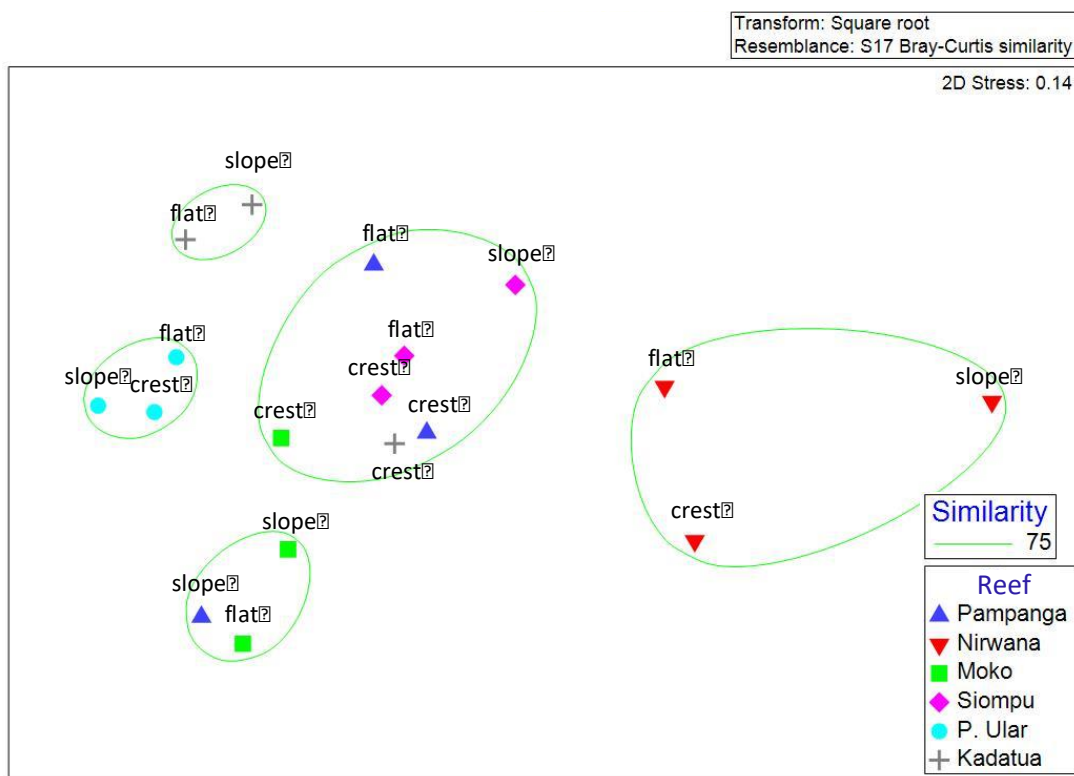 Transform: Square root
Resemblance: S17 Bray-Curtis similarity
2D Stress: 0.14
slope⍰
flat⍰
flat⍰
slope⍰
flat⍰
flat⍰
crest⍰
slope⍰
crest⍰
crest⍰
crest⍰
crest⍰
flat⍰
slope⍰
crest⍰
slope⍰
slope⍰
flat⍰
Similarity
75
Reef
Pampanga
Nirwana
Moko
Siompu
P. Ular
Kadatua